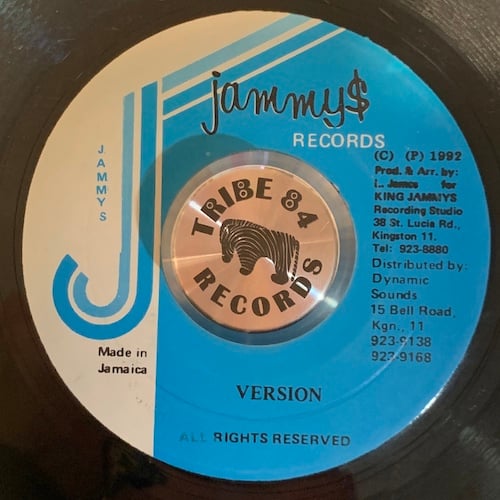 jammy$
RECORDS
JAMMYS
(C) (P) 1992
Prod. & Arr. by:
L. James for
KING JAMMYS
Recording Studio
38 St. Lucia Rd.,
Kingston 11.
Tel: 923-8880
Distributed by:
Dynamic
Sounds
15 Bell Road,
Kgn., 11
923-9138
923-9168
TRIBE 84
RECORDS
Made in
Jamaica
VERSION
ALL RIGHTS RESERVED